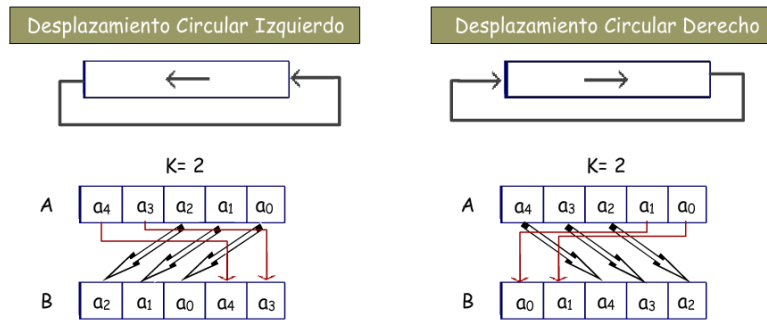 Desplazamiento Circular Izquierdo
K= 2
A a4 a3 a2 a1 a0
B a2 a1 a0 a4 a3
Desplazamiento Circular Derecho
K= 2
A a4 a3 a2 a1 a0
B a0 a1 a4 a3 a2